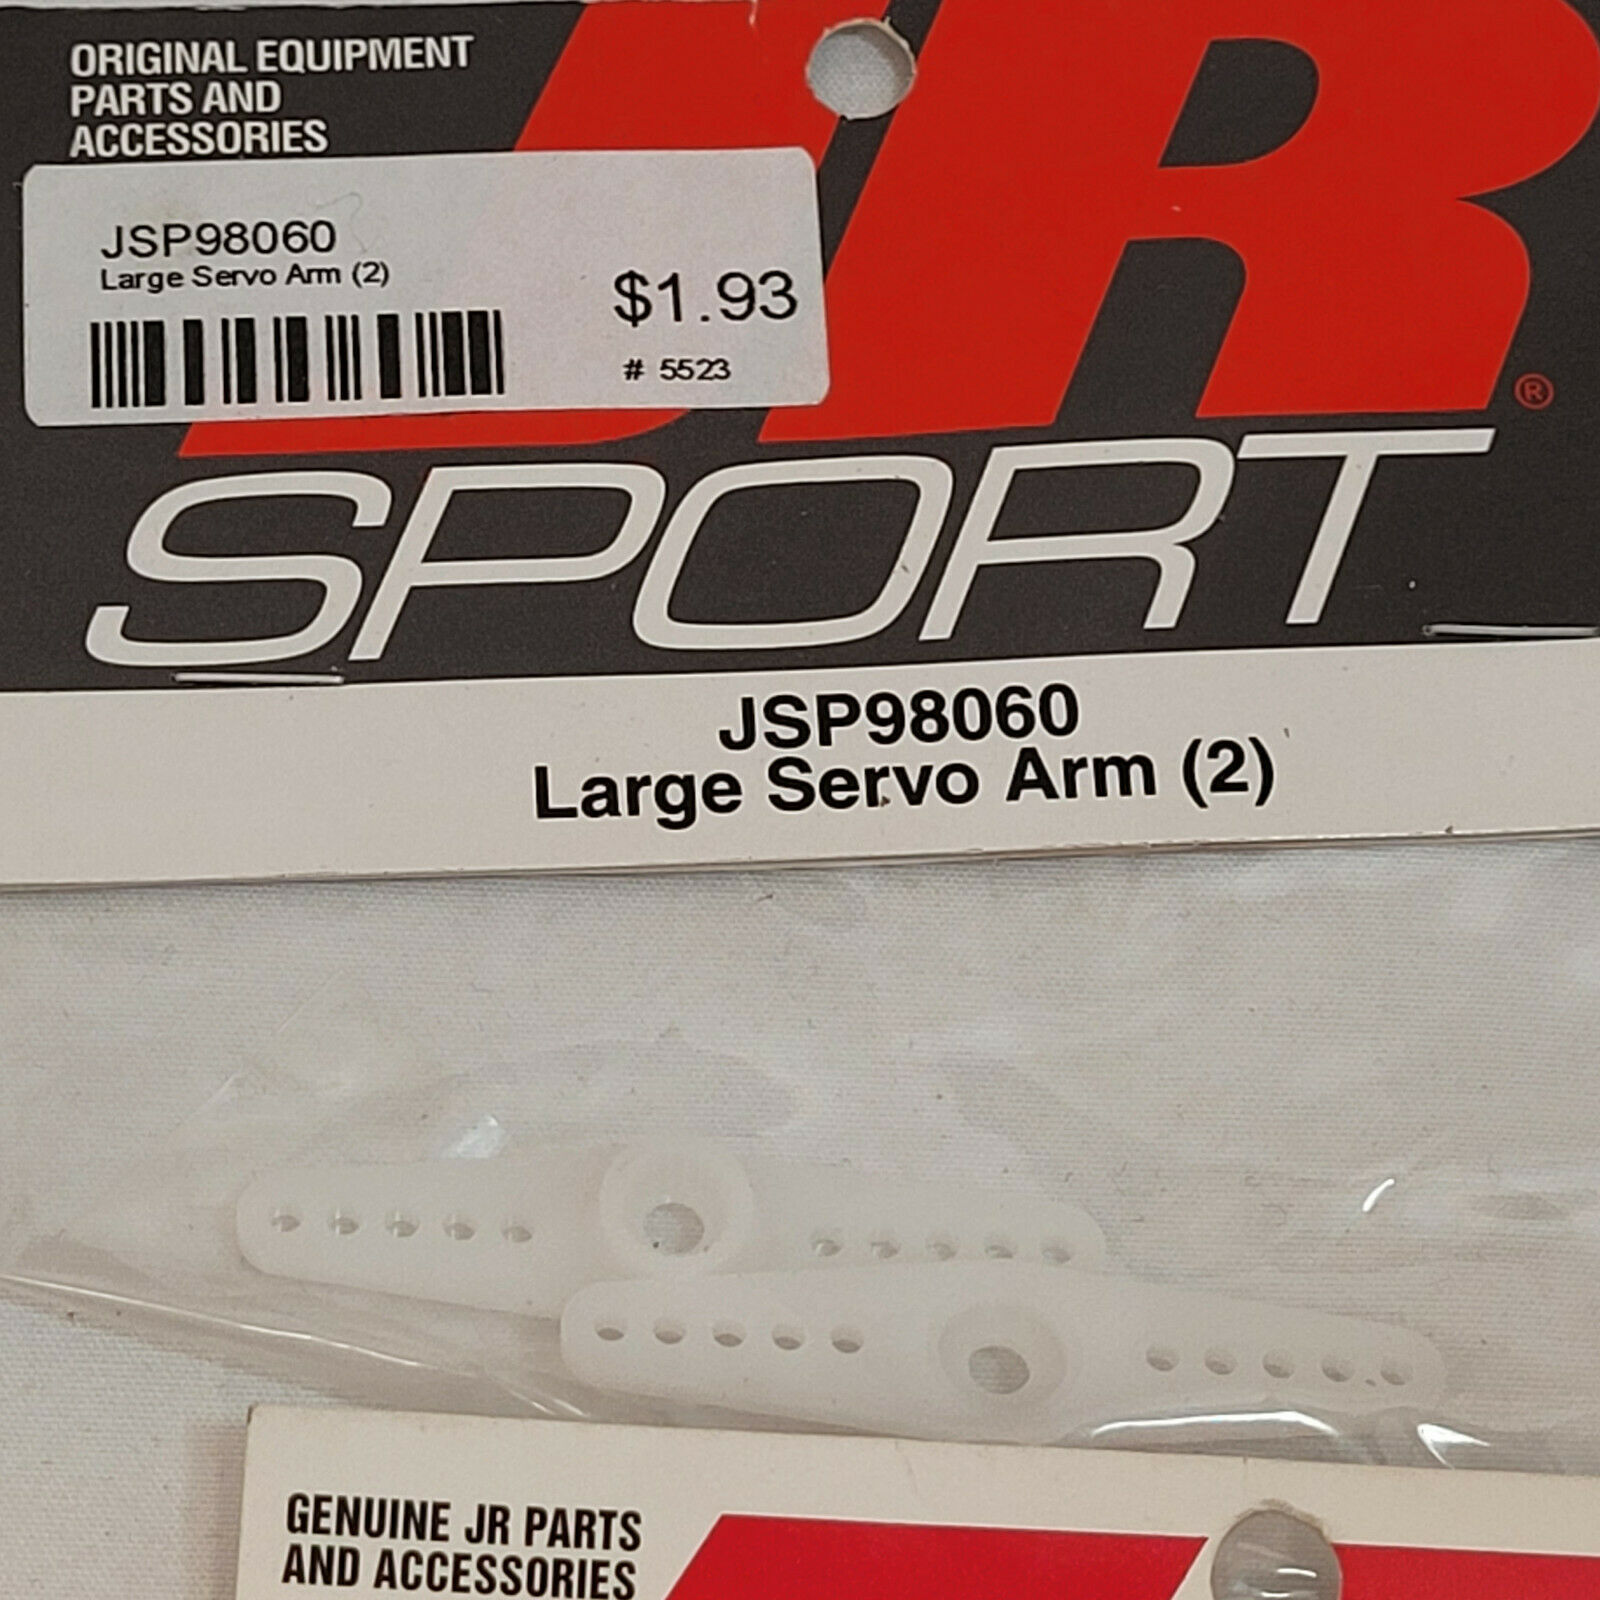 ORIGINAL EQUIPMENT
PARTS AND
ACCESSORIES
JR®
SPORT
JSP98060
Large Servo Arm (2)
$1.93
# 5523
JSP98060
Large Servo Arm (2)
GENUINE JR PARTS
AND ACCESSORIES